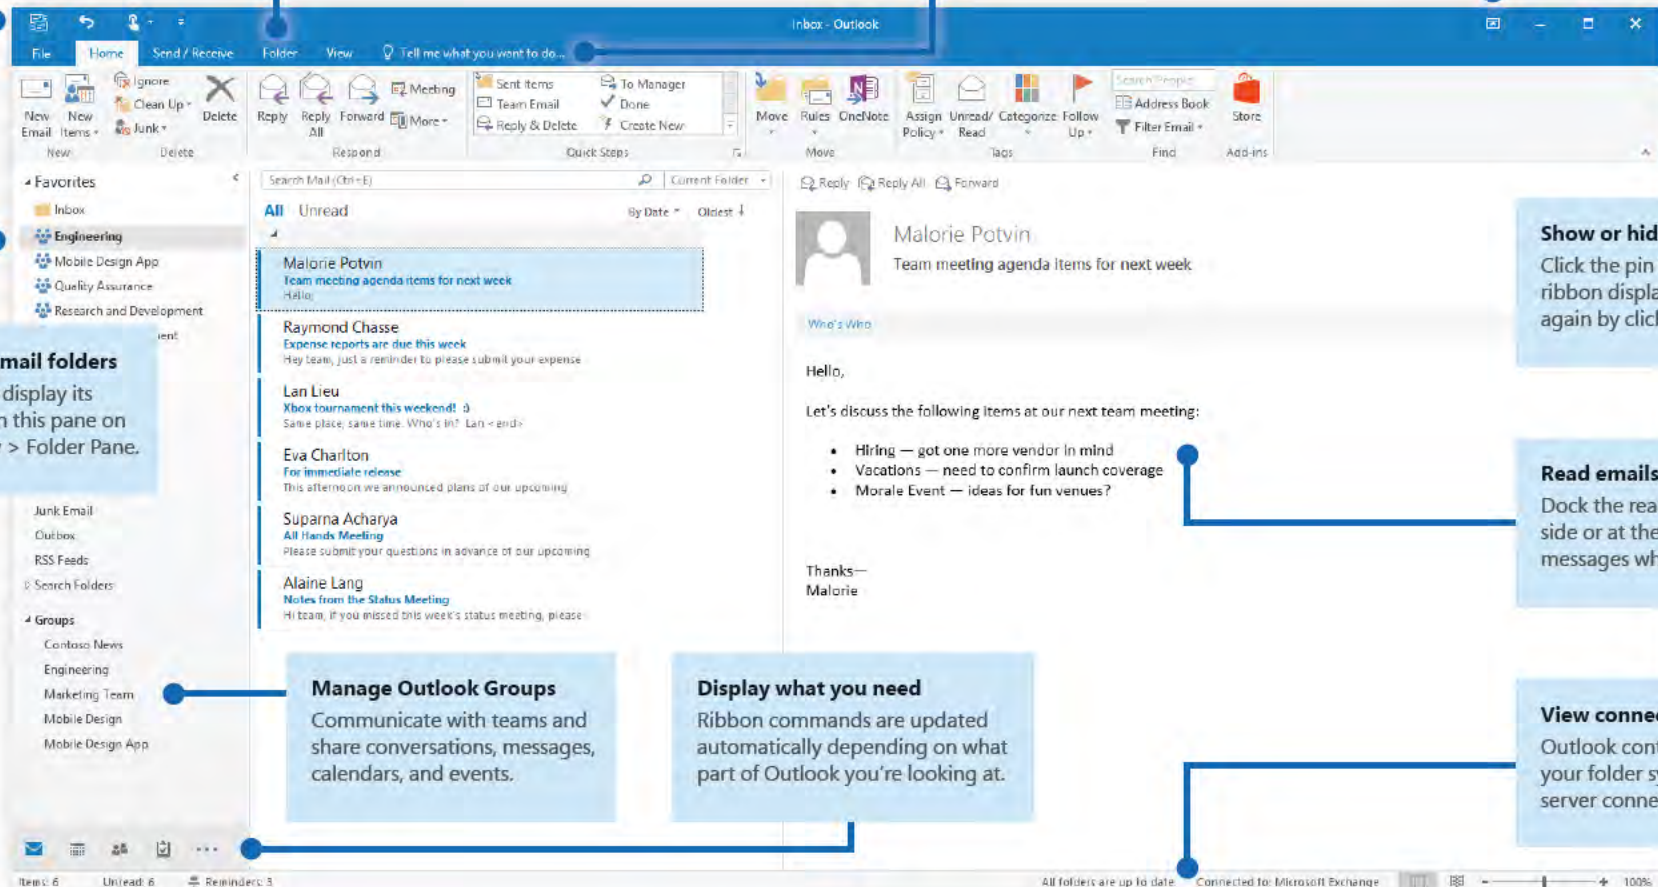 Inbox - Outlook
File Home Send / Receive Folder View Tell me what you want to do...
New Email
New Items
Ignore
Clean Up
Junk
Delete
Reply
Reply All
Forward
Meeting
More
Sent Items
Team Email
Reply & Delete
To Manager
Done
Create New
Move
Rules
OneNote
Assign Policy
Unread/ Read
Categorize
Follow Up
Search People
Address Book
Filter Email
Store
New Delete Respond Quick Steps Move Tags Find Add-ins
Favorites
Inbox
Engineering
Mobile Design App
Quality Assurance
Research and Development
mail folders
display its
this pane on
> Folder Pane.
Junk Email
Outbox
RSS Feeds
Search Folders
Groups
Contoso News
Engineering
Marketing Team
Mobile Design
Mobile Design App
Search Mail (Ctrl+E) Current Folder
All Unread By Date Oldest
Malorie Potvin
Team meeting agenda items for next week
Hello,
Raymond Chasse
Expense reports are due this week
Hey team, just a reminder to please submit your expense
Lan Lieu
Xbox tournament this weekend! :)
Same place, same time. Who's in? Lan <end>
Eva Charlton
For immediate release
This afternoon we announced plans of our upcoming
Suparna Acharya
All Hands Meeting
Please submit your questions in advance of our upcoming
Alaine Lang
Notes from the Status Meeting
Hi team, if you missed this week's status meeting, please
Reply Reply All Forward
Malorie Potvin
Team meeting agenda items for next week
Who's Who
Hello,
Let's discuss the following items at our next team meeting:
• Hiring — got one more vendor in mind
• Vacations — need to confirm launch coverage
• Morale Event — ideas for fun venues?
Thanks—
Malorie
Show or hid
Click the pin
ribbon displa
again by clic
Read emails
Dock the rea
side or at the
messages wh
View connec
Outlook cont
your folder sy
server conne
Manage Outlook Groups
Communicate with teams and
share conversations, messages,
calendars, and events.
Display what you need
Ribbon commands are updated
automatically depending on what
part of Outlook you're looking at.
Items: 6 Unread: 6 Reminders: 3 All folders are up to date. Connected to: Microsoft Exchange 100%